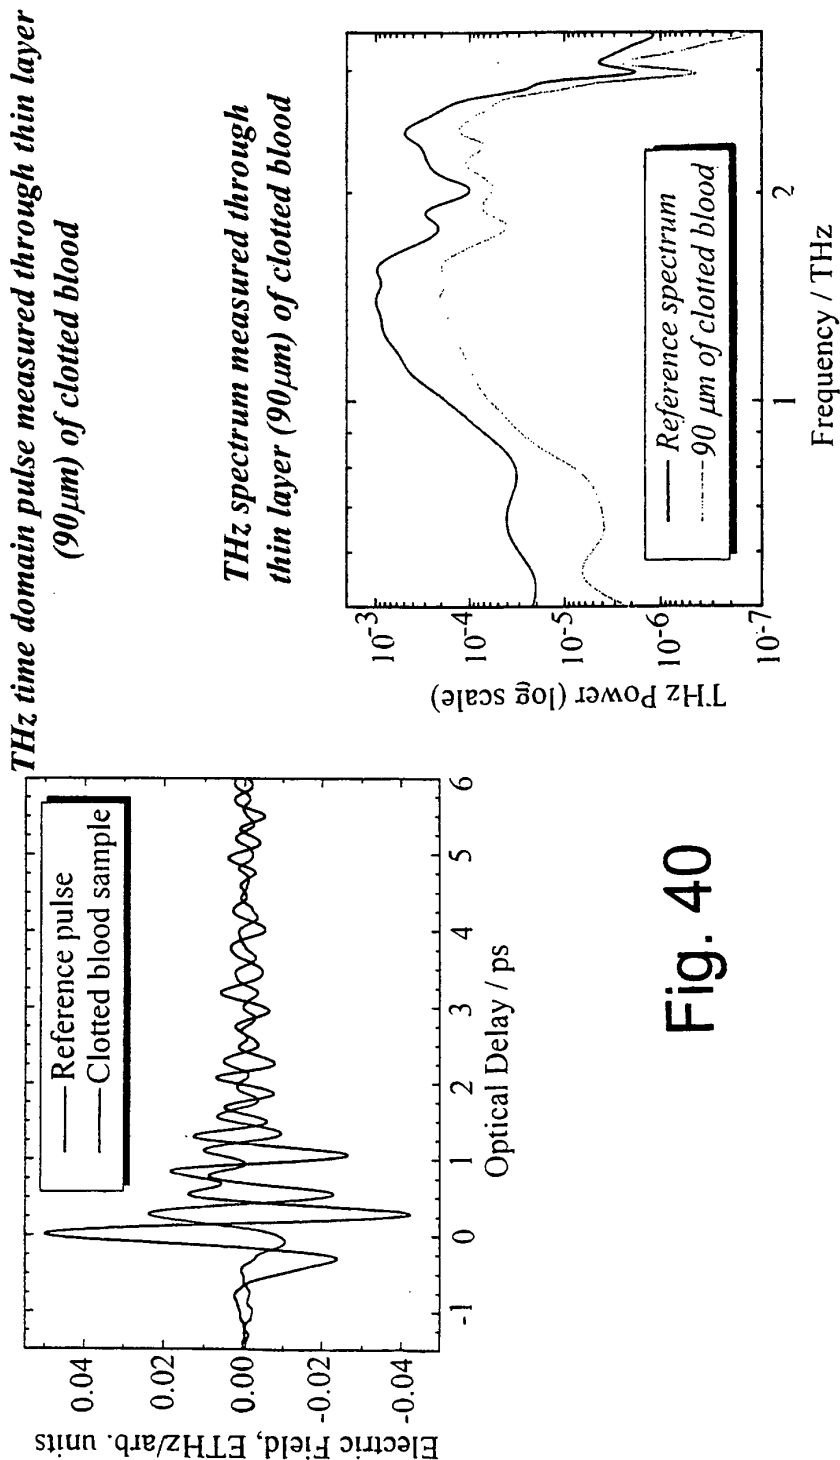 THz time domain pulse measured through thin layer
(90μm) of clotted blood
Electric Field, ETHz/arb. units
0.04
0.02
0.00
-0.02
-0.04
Reference pulse
Clotted blood sample
-1
0
1
2
3
4
5
6
Optical Delay / ps
THz spectrum measured through
thin layer (90μm) of clotted blood
THz Power (log scale)
10-3
10-4
10-5
10-6
10-7
Reference spectrum
90 μm of clotted blood
1
2
Frequency / THz
Fig. 40